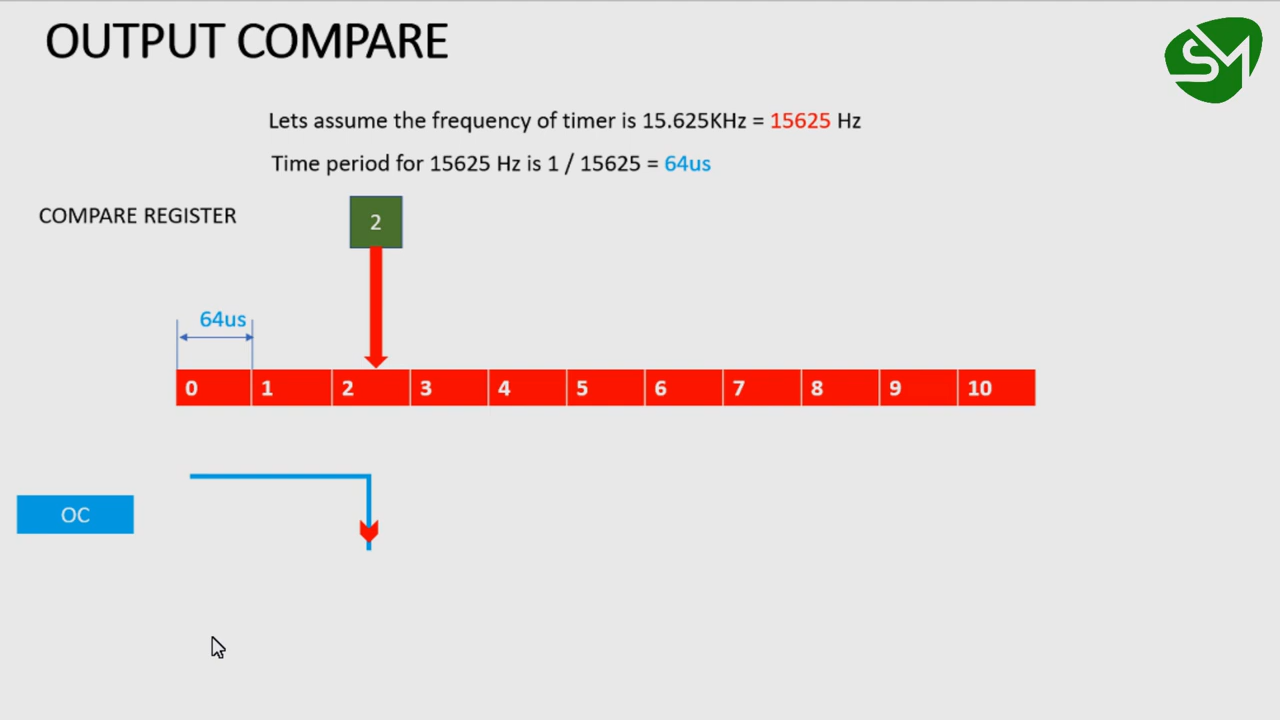 OUTPUT COMPARE
SM
Lets assume the frequency of timer is 15.625KHz = 15625 Hz
Time period for 15625 Hz is 1 / 15625 = 64us
COMPARE REGISTER
2
64us
0 1 2 3 4 5 6 7 8 9 10
OC